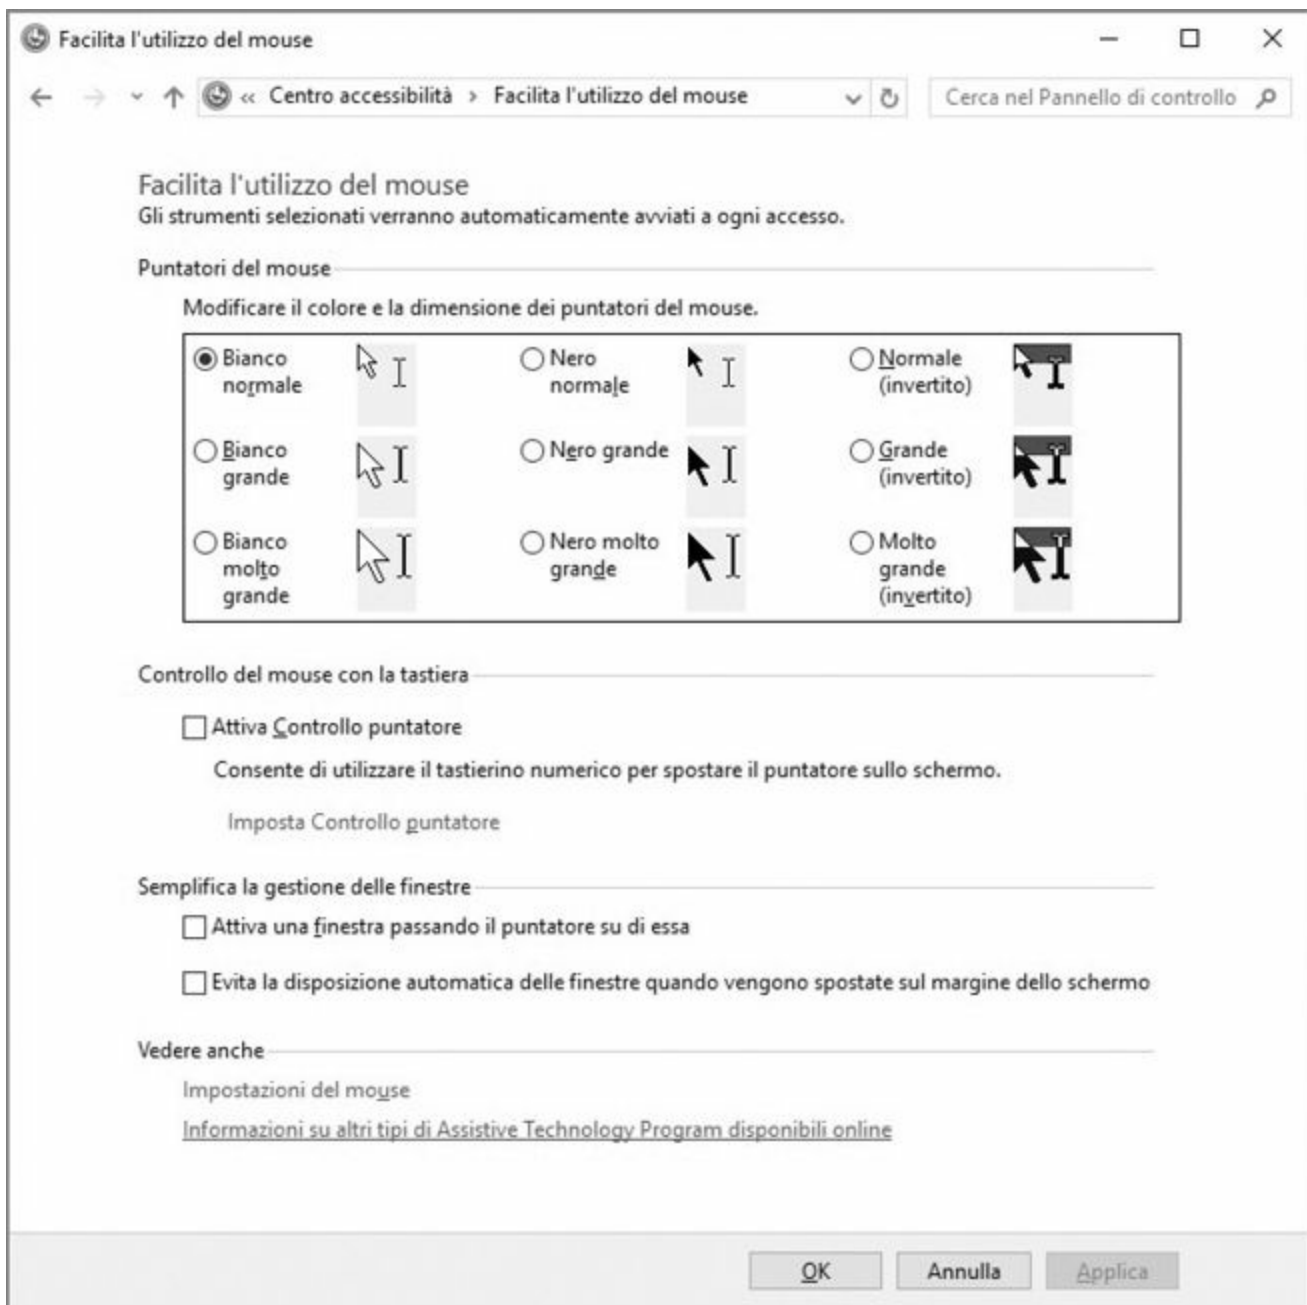 Facilita l'utilizzo del mouse
« Centro accessibilità › Facilita l'utilizzo del mouse
Cerca nel Pannello di controllo
Facilita l'utilizzo del mouse
Gli strumenti selezionati verranno automaticamente avviati a ogni accesso.
Puntatori del mouse
Modificare il colore e la dimensione dei puntatori del mouse.
Bianco
normale
Nero
normale
Normale
(invertito)
Bianco
grande
Nero grande
Grande
(invertito)
Bianco
molto
grande
Nero molto
grande
Molto
grande
(invertito)
Controllo del mouse con la tastiera
Attiva Controllo puntatore
Consente di utilizzare il tastierino numerico per spostare il puntatore sullo schermo.
Imposta Controllo puntatore
Semplifica la gestione delle finestre
Attiva una finestra passando il puntatore su di essa
Evita la disposizione automatica delle finestre quando vengono spostate sul margine dello schermo
Vedere anche
Impostazioni del mouse
Informazioni su altri tipi di Assistive Technology Program disponibili online
OK Annulla Applica